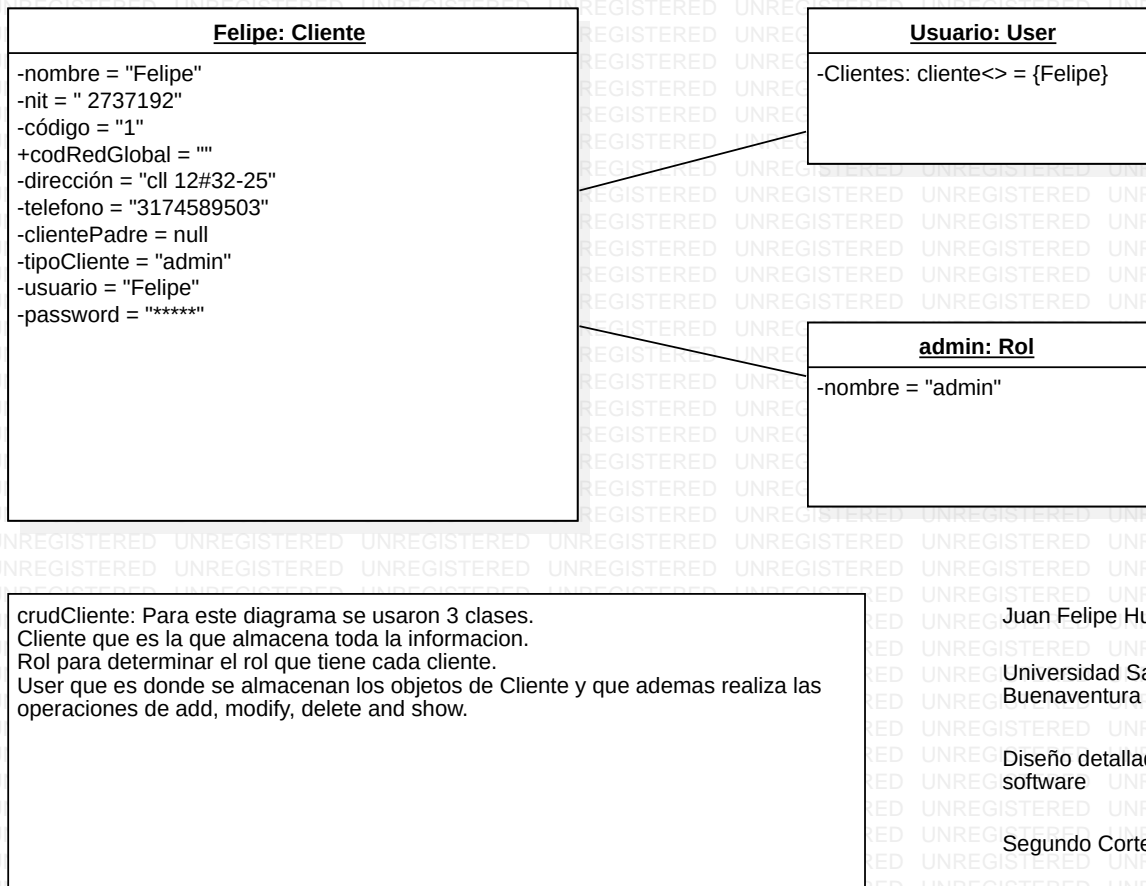 Felipe: Cliente
-nombre = "Felipe"
-nit = " 2737192"
-código = "1"
+codRedGlobal = ""
-dirección = "cll 12#32-25"
-telefono = "3174589503"
-clientePadre = null
-tipoCliente = "admin"
-usuario = "Felipe"
-password = "*****"
Usuario: User
-Clientes: cliente<> = {Felipe}
admin: Rol
-nombre = "admin"
crudCliente: Para este diagrama se usaron 3 clases.
Cliente que es la que almacena toda la informacion.
Rol para determinar el rol que tiene cada cliente.
User que es donde se almacenan los objetos de Cliente y que ademas realiza las
operaciones de add, modify, delete and show.
Juan Felipe
Universidad
Buenaventura
Diseño
software
Segundo Corte
UNREGISTERED